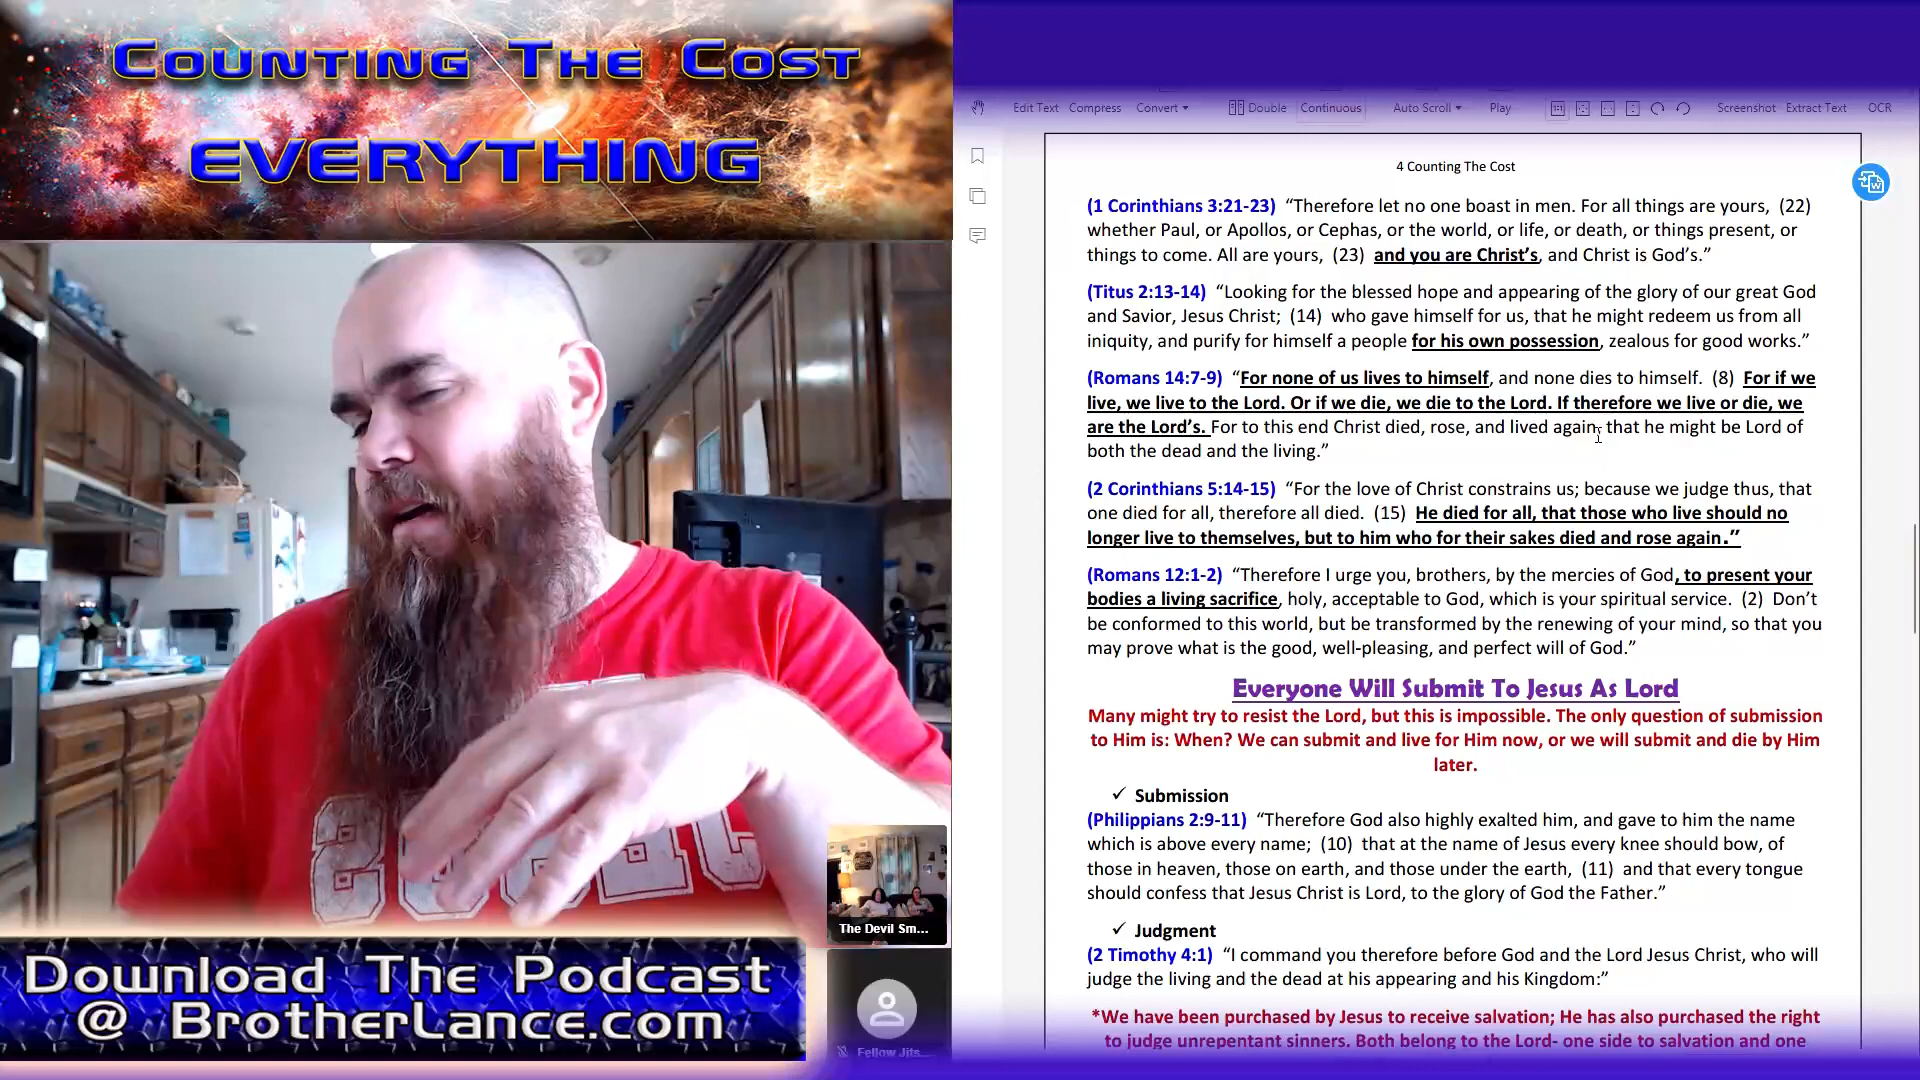 Counting The Cost
EVERYTHING
Download The Podcast
@ BrotherLance.com
The Devil Sm...
Fellow Jits...
Edit Text Compress Convert Double Continuous Auto Scroll Play Screenshot Extract Text OCR
4 Counting The Cost
(1 Corinthians 3:21-23) “Therefore let no one boast in men. For all things are yours, (22)
whether Paul, or Apollos, or Cephas, or the world, or life, or death, or things present, or
things to come. All are yours, (23) and you are Christ’s, and Christ is God’s.”
(Titus 2:13-14) “Looking for the blessed hope and appearing of the glory of our great God
and Savior, Jesus Christ; (14) who gave himself for us, that he might redeem us from all
iniquity, and purify for himself a people for his own possession, zealous for good works.”
(Romans 14:7-9) “For none of us lives to himself, and none dies to himself. (8) For if we
live, we live to the Lord. Or if we die, we die to the Lord. If therefore we live or die, we
are the Lord’s. For to this end Christ died, rose, and lived again, that he might be Lord of
both the dead and the living.”
(2 Corinthians 5:14-15) “For the love of Christ constrains us; because we judge thus, that
one died for all, therefore all died. (15) He died for all, that those who live should no
longer live to themselves, but to him who for their sakes died and rose again.”
(Romans 12:1-2) “Therefore I urge you, brothers, by the mercies of God, to present your
bodies a living sacrifice, holy, acceptable to God, which is your spiritual service. (2) Don’t
be conformed to this world, but be transformed by the renewing of your mind, so that you
may prove what is the good, well-pleasing, and perfect will of God.”
Everyone Will Submit To Jesus As Lord
Many might try to resist the Lord, but this is impossible. The only question of submission
to Him is: When? We can submit and live for Him now, or we will submit and die by Him
later.
✓ Submission
(Philippians 2:9-11) “Therefore God also highly exalted him, and gave to him the name
which is above every name; (10) that at the name of Jesus every knee should bow, of
those in heaven, those on earth, and those under the earth, (11) and that every tongue
should confess that Jesus Christ is Lord, to the glory of God the Father.”
✓ Judgment
(2 Timothy 4:1) “I command you therefore before God and the Lord Jesus Christ, who will
judge the living and the dead at his appearing and his Kingdom:”
*We have been purchased by Jesus to receive salvation; He has also purchased the right
to judge unrepentant sinners. Both belong to the Lord- one side to salvation and one